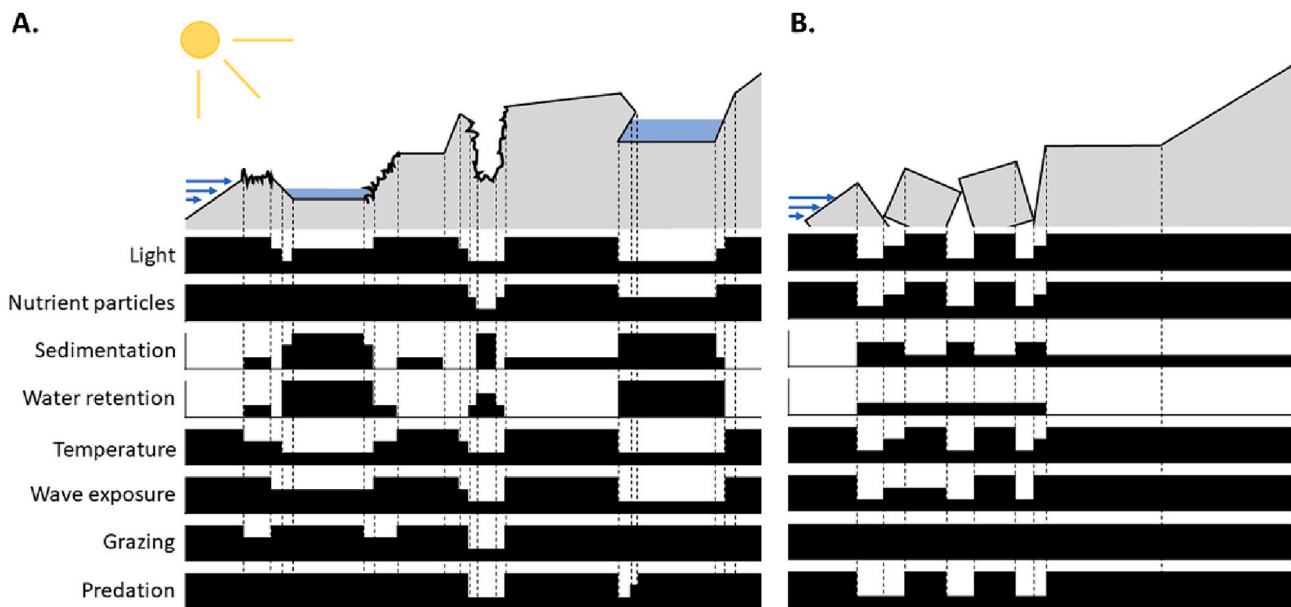 A.
B.
Light
Nutrient particles
Sedimentation
Water retention
Temperature
Wave exposure
Grazing
Predation